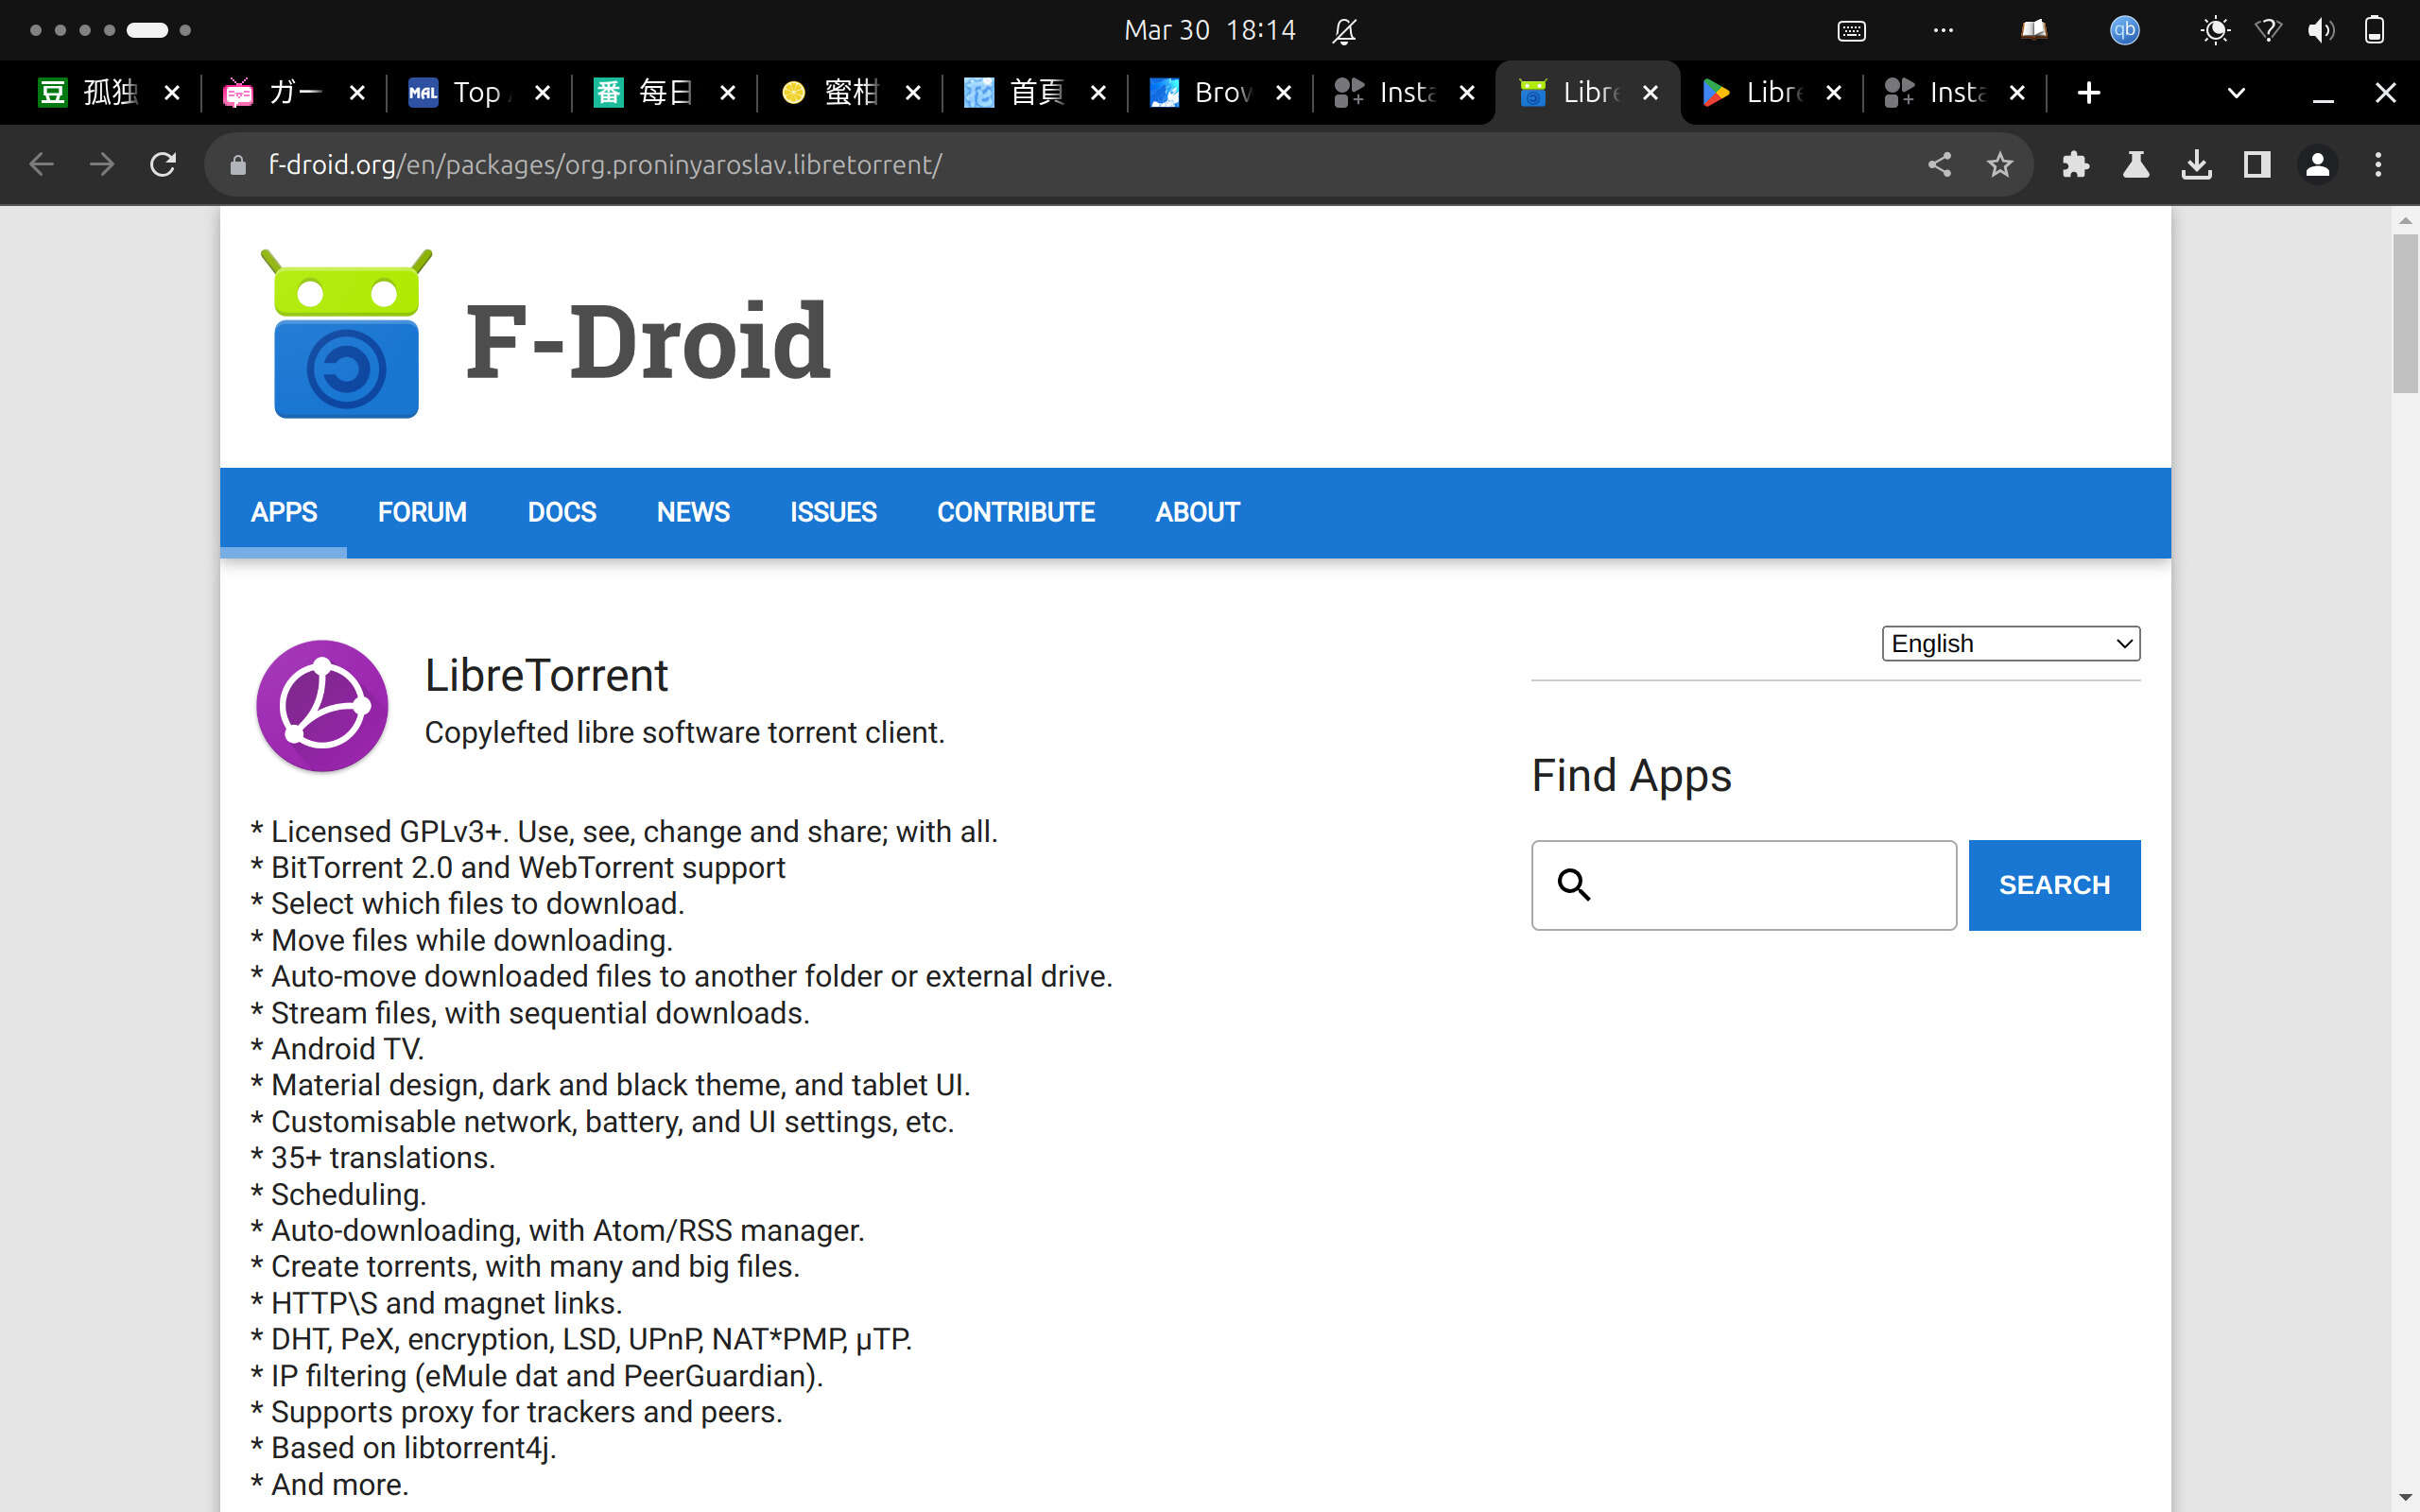 Mar 30 18:14
qb
豆 孤独
ガー
MAL Top
番 每日
蜜柑
花 首頁
Brow
Insta
Libre
Libre
Insta
f-droid.org/en/packages/org.proninyaroslav.libretorrent/
F-Droid
APPS FORUM DOCS NEWS ISSUES CONTRIBUTE ABOUT
English
LibreTorrent
Copylefted libre software torrent client.
Find Apps
SEARCH
* Licensed GPLv3+. Use, see, change and share; with all.
* BitTorrent 2.0 and WebTorrent support
* Select which files to download.
* Move files while downloading.
* Auto-move downloaded files to another folder or external drive.
* Stream files, with sequential downloads.
* Android TV.
* Material design, dark and black theme, and tablet UI.
* Customisable network, battery, and UI settings, etc.
* 35+ translations.
* Scheduling.
* Auto-downloading, with Atom/RSS manager.
* Create torrents, with many and big files.
* HTTP\S and magnet links.
* DHT, PeX, encryption, LSD, UPnP, NAT*PMP, µTP.
* IP filtering (eMule dat and PeerGuardian).
* Supports proxy for trackers and peers.
* Based on libtorrent4j.
* And more.